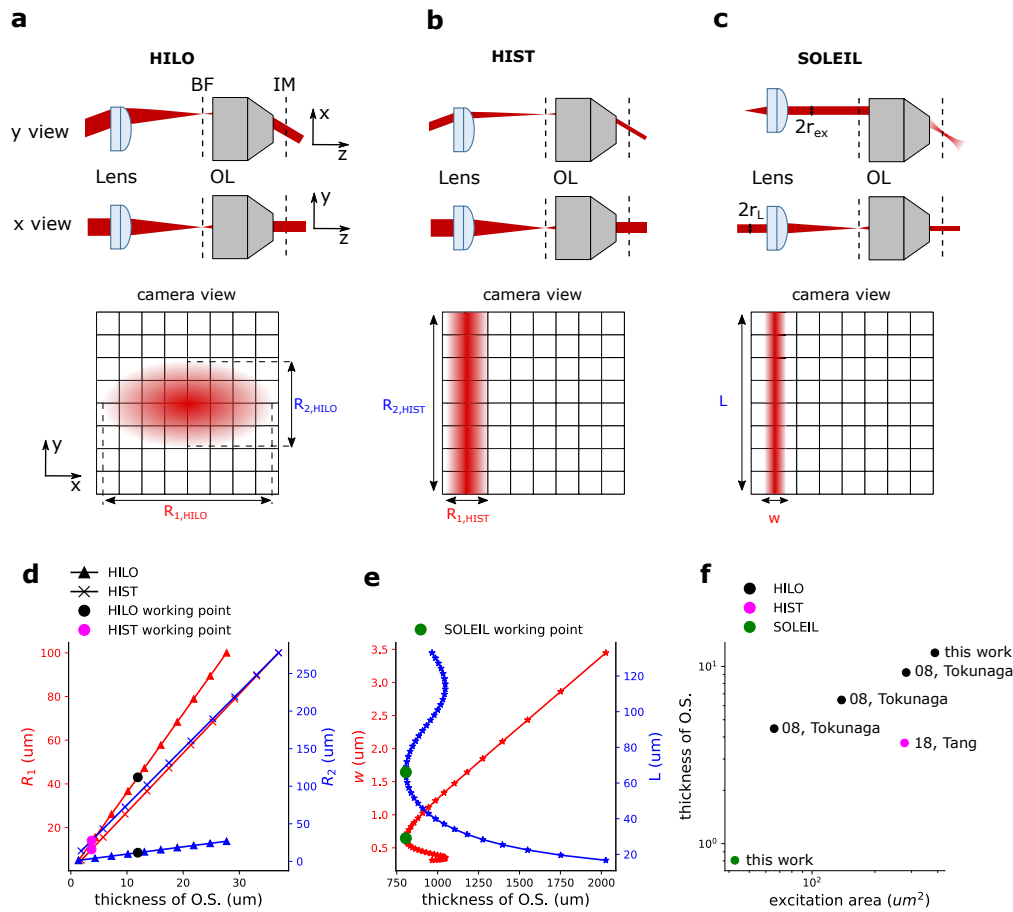 a
b
c
HILO
HIST
SOLEIL
BF
IM
x
z
y view
2r_ex
Lens
OL
Lens
OL
y
z
x view
2r_L
camera view
camera view
camera view
R_2,HILO
R_2,HIST
L
y
x
R_1,HILO
R_1,HIST
w
d
HILO
HIST
HILO working point
HIST working point
100
80
60
40
20
R_1 (um)
250
200
150
100
50
0
R_2 (um)
0
10
20
30
thickness of O.S. (um)
e
SOLEIL working point
3.5
3.0
2.5
2.0
1.5
1.0
0.5
w (um)
120
100
80
60
40
20
L (um)
750
1000
1250
1500
1750
2000
thickness of O.S. (um)
f
HILO
HIST
SOLEIL
10^1
10^0
thickness of O.S.
this work
08, Tokunaga
08, Tokunaga
08, Tokunaga
18, Tang
this work
10^2
excitation area (um^2)